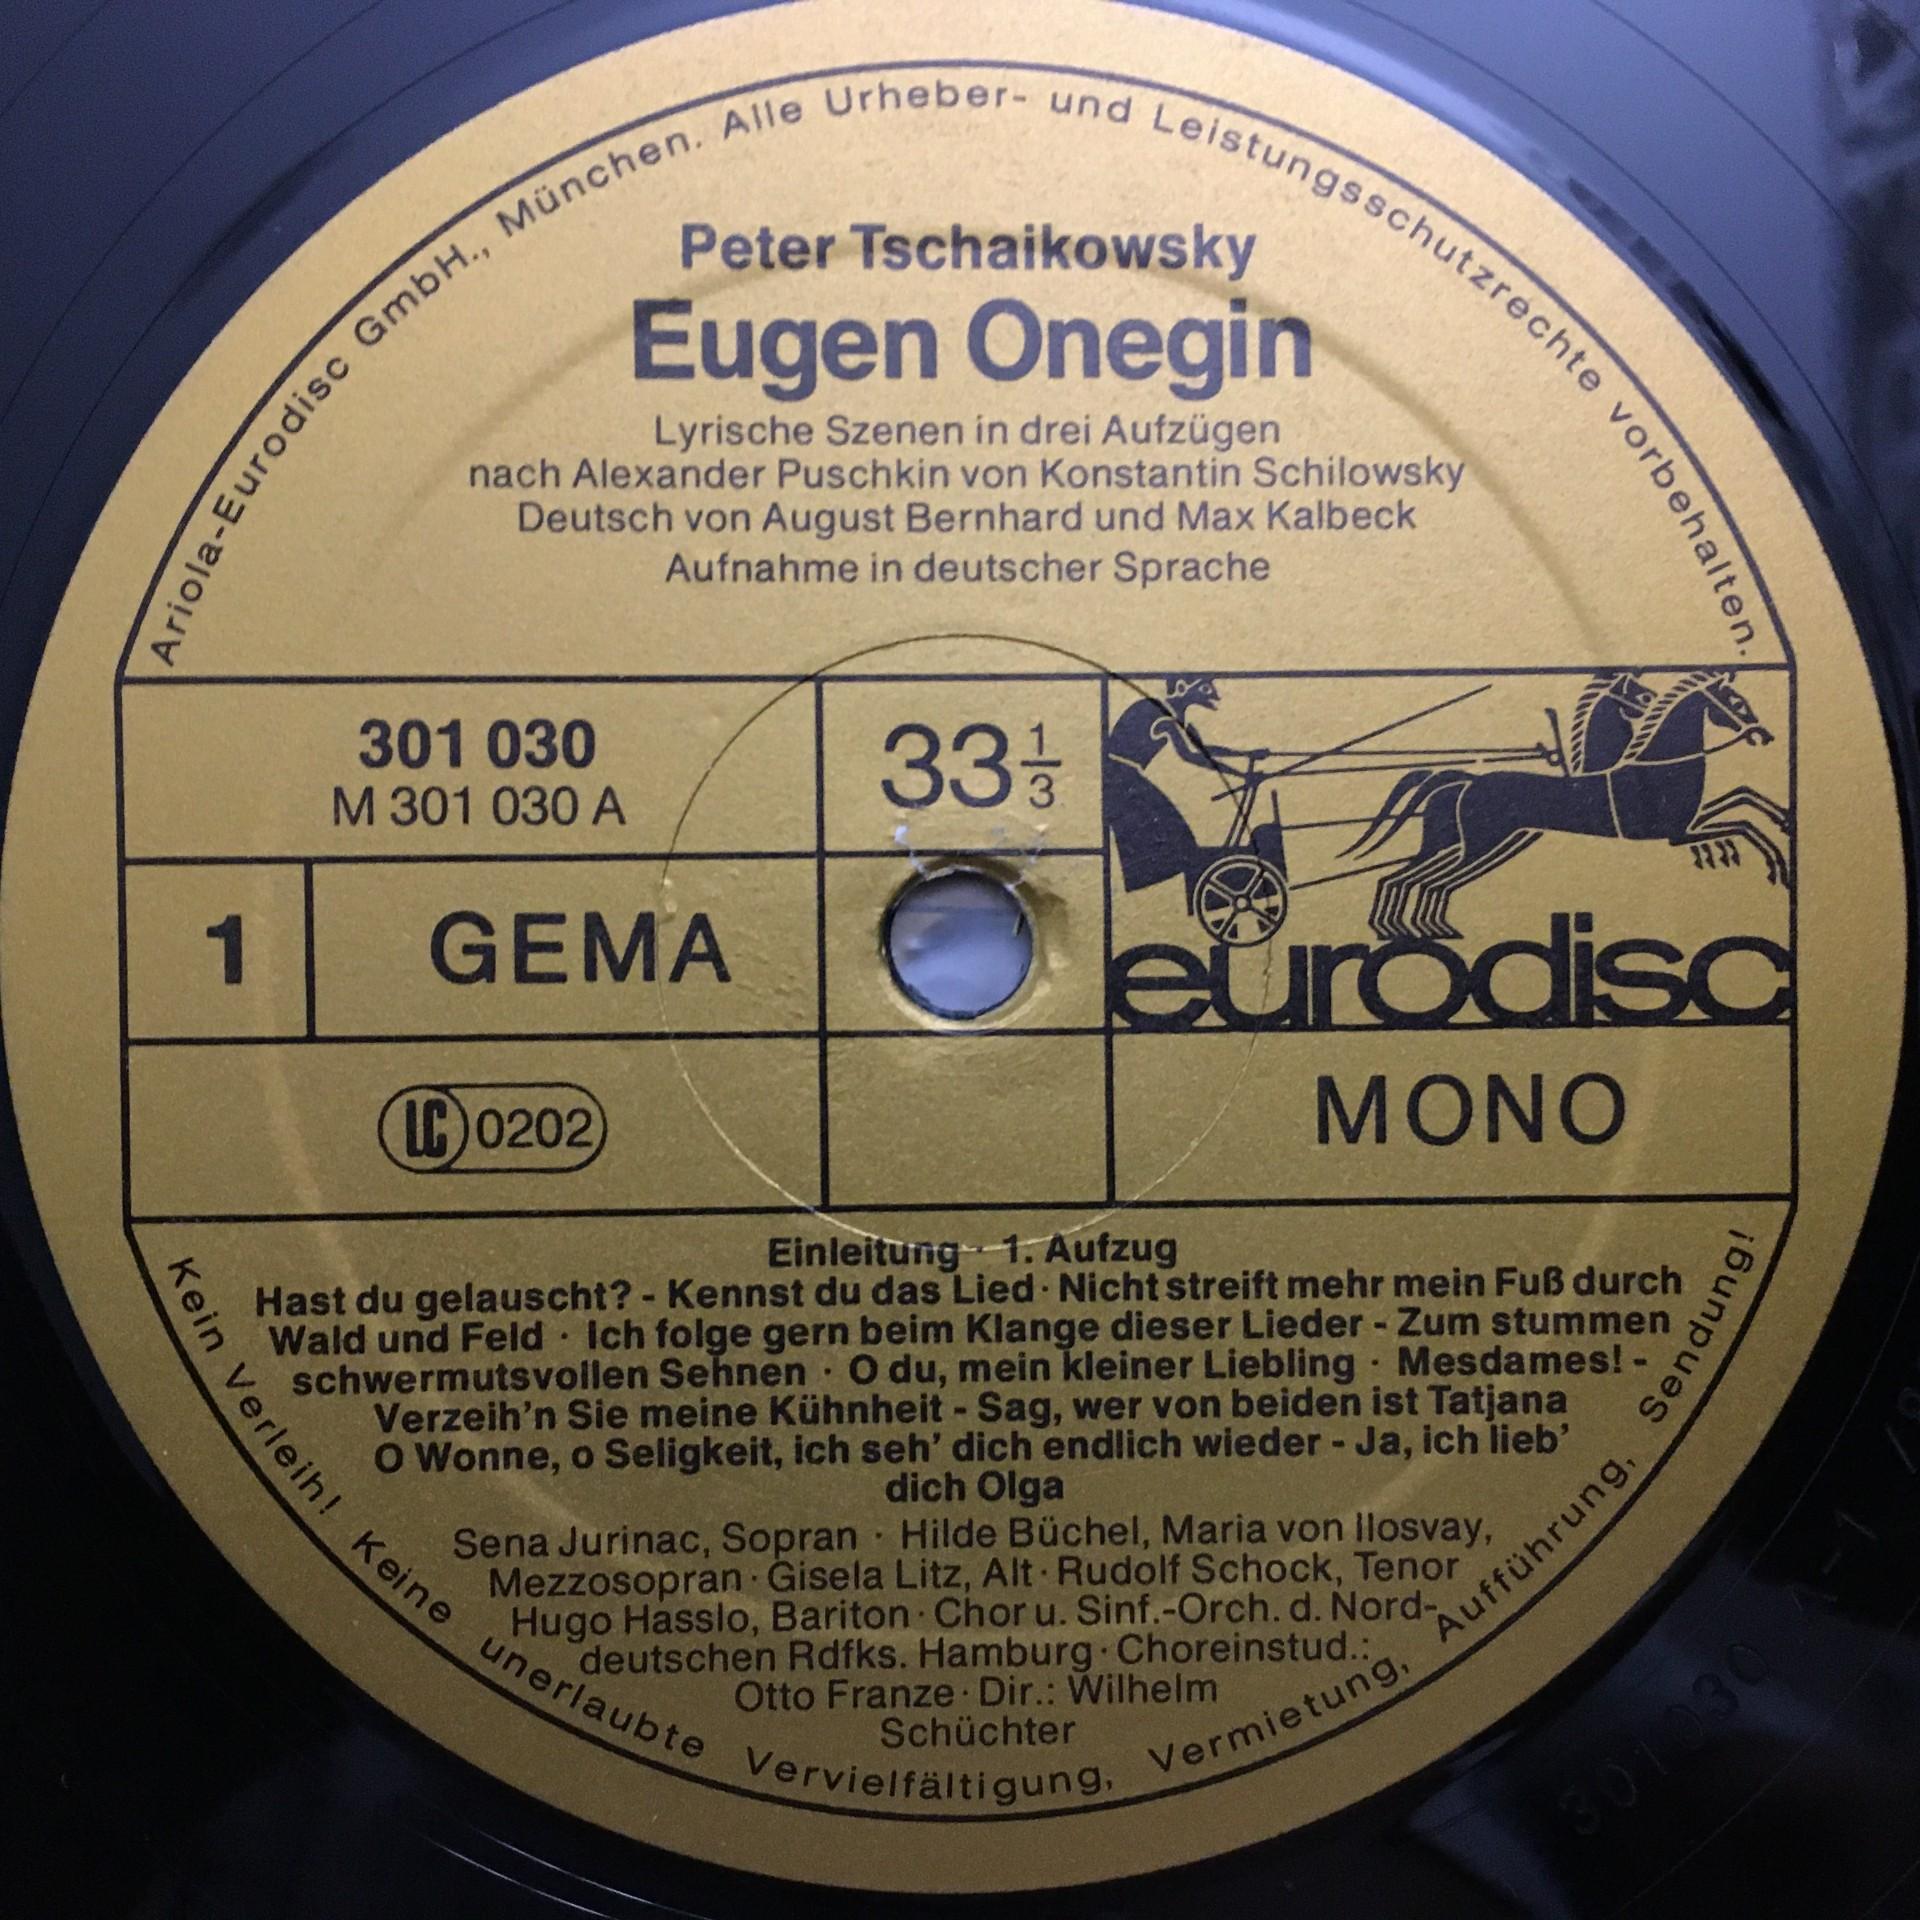 Ariola-Eurodisc GmbH., München. Alle Urheber- und Leistungsschutzrechte vorbehalten.
Peter Tschaikowsky
Eugen Onegin
Lyrische Szenen in drei Aufzügen
nach Alexander Puschkin von Konstantin Schilowsky
Deutsch von August Bernhard und Max Kalbeck
Aufnahme in deutscher Sprache
301 030
M 301 030 A
33 1/3
1
GEMA
eurodisc
LC 0202
MONO
Einleitung · 1. Aufzug
Hast du gelauscht? - Kennst du das Lied · Nicht streift mehr mein Fuß durch
Wald und Feld · Ich folge gern beim Klange dieser Lieder - Zum stummen
schwermutsvollen Sehnen · O du, mein kleiner Liebling · Mesdames! -
Verzeih'n Sie meine Kühnheit - Sag, wer von beiden ist Tatjana
O Wonne, o Seligkeit, ich seh' dich endlich wieder - Ja, ich lieb'
dich Olga
Sena Jurinac, Sopran · Hilde Büchel, Maria von Ilosvay,
Mezzosopran · Gisela Litz, Alt · Rudolf Schock, Tenor
Hugo Hasslo, Bariton · Chor u. Sinf.-Orch. d. Nord-
deutschen Rdfks. Hamburg · Choreinstud.:
Otto Franze · Dir.: Wilhelm
Schüchter
Kein Verleih! Keine unerlaubte Vervielfältigung, Vermietung, Aufführung, Sendung!
301030